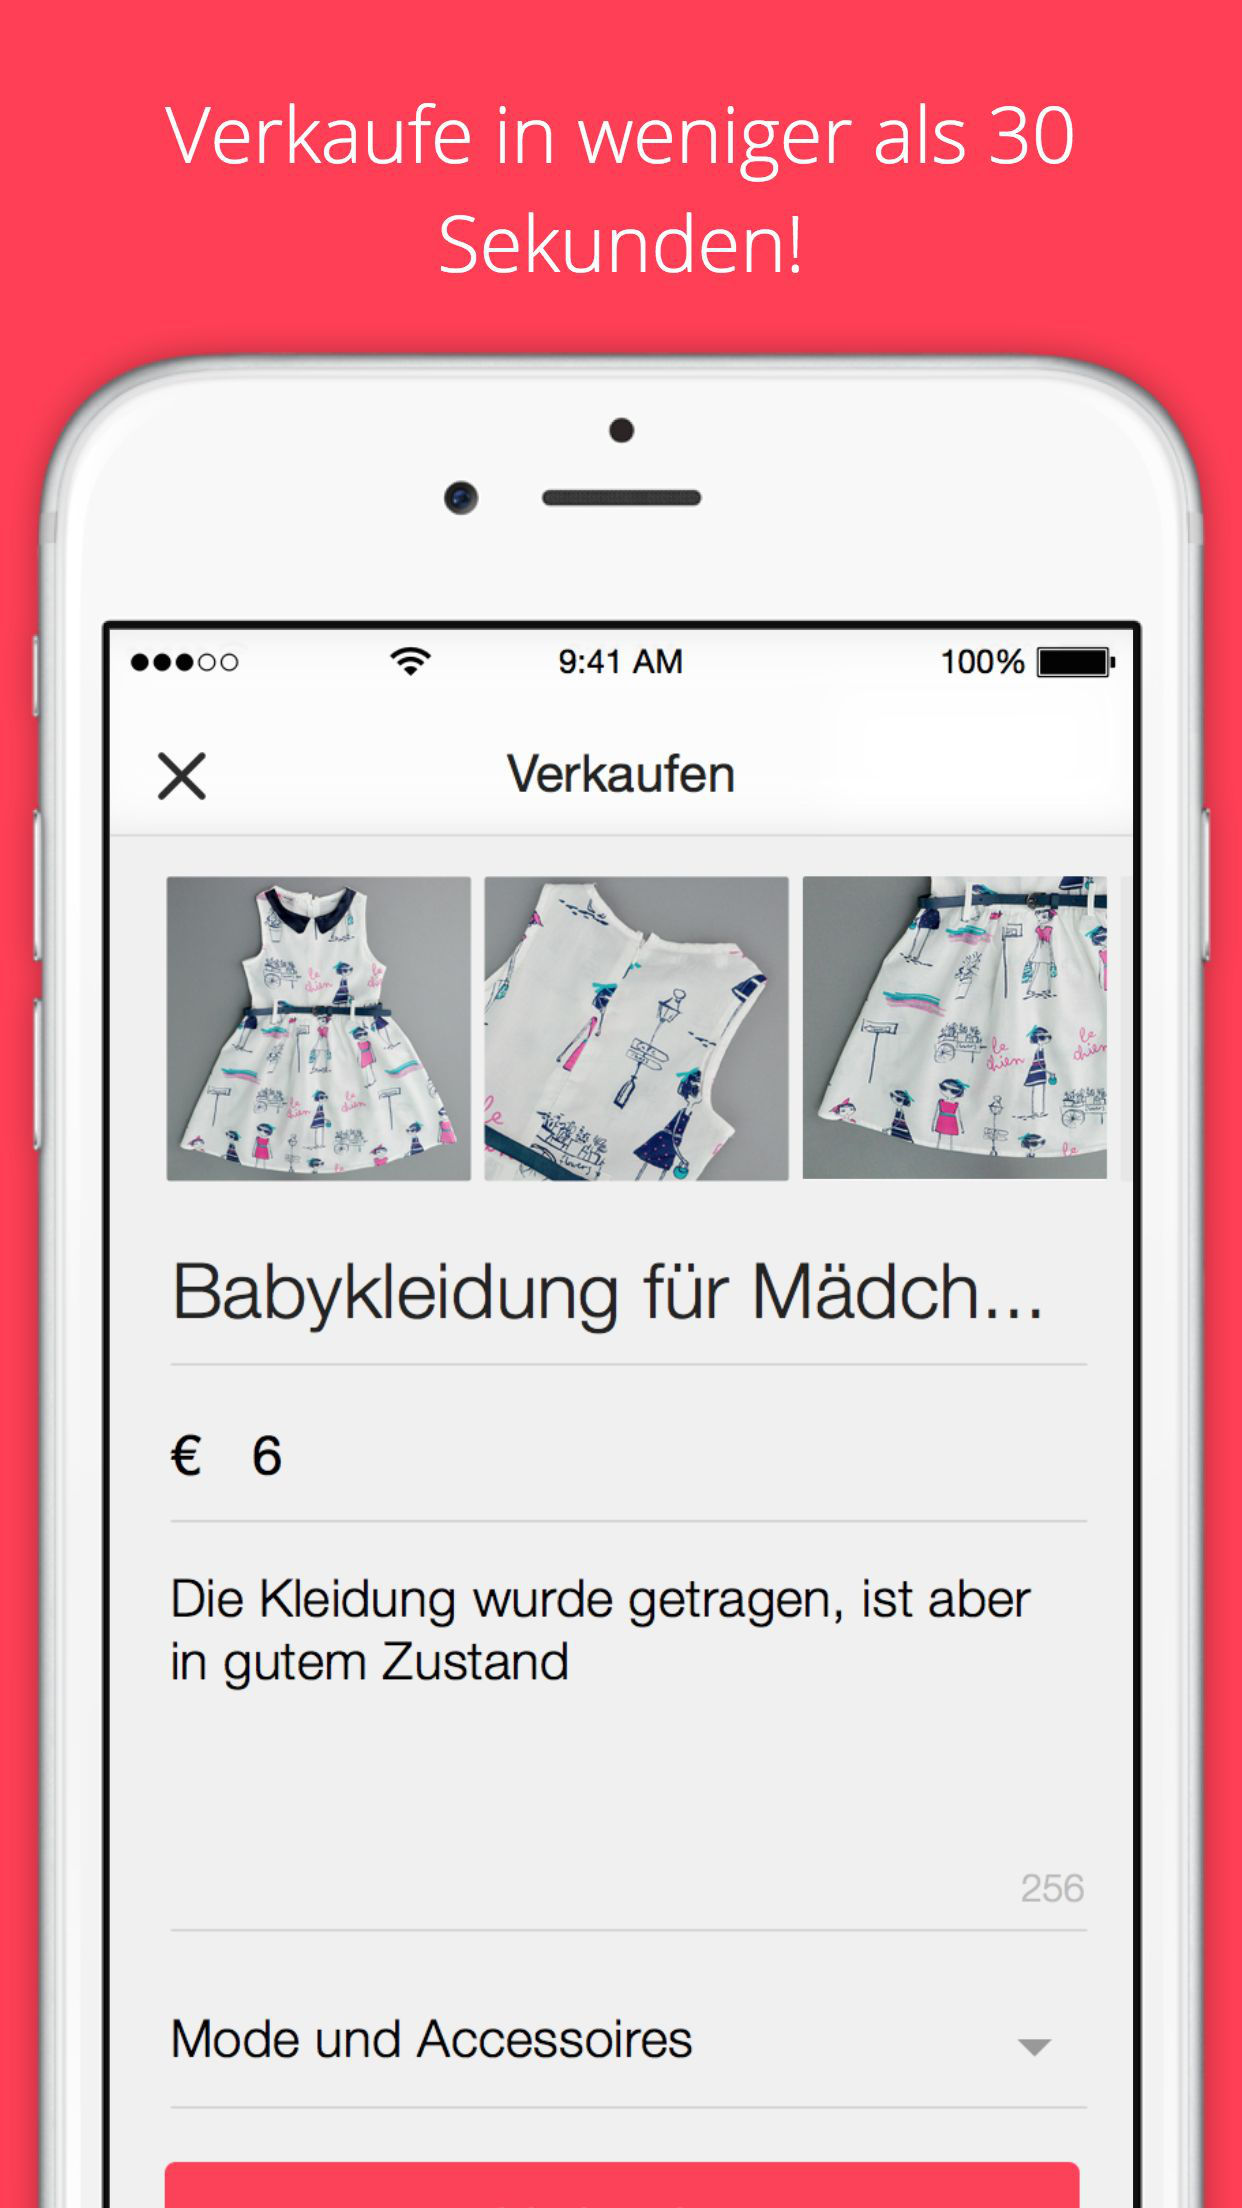 Verkaufe in weniger als 30
Sekunden!
9:41 AM
100%
Verkaufen
Babykleidung für Mädch...
€ 6
Die Kleidung wurde getragen, ist aber
in gutem Zustand
256
Mode und Accessoires